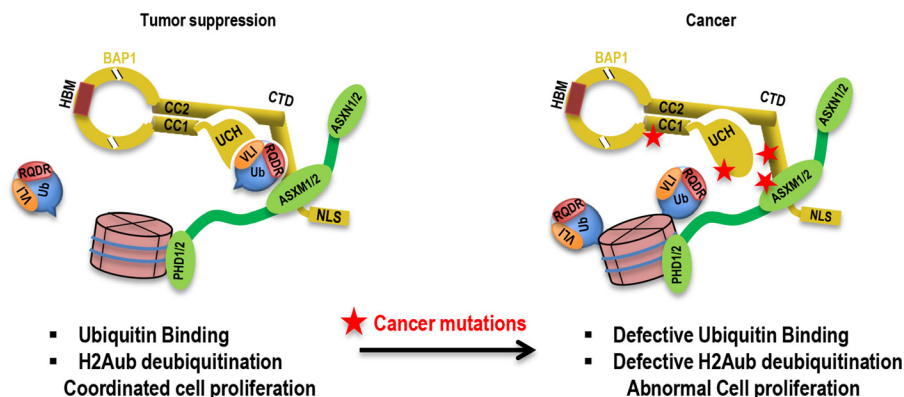 Tumor suppression
BAP1
HBM
CC2
CC1
CTD
UCH
VLI
RQDR
Ub
ASXN1/2
ASXM1/2
NLS
RQDR
VLI
Ub
PHD1/2
▪ Ubiquitin Binding
▪ H2Aub deubiquitination
Coordinated cell proliferation
★ Cancer mutations
Cancer
BAP1
HBM
CC2
CC1
CTD
UCH
ASXN1/2
ASXM1/2
NLS
VLI
RQDR
Ub
RQDR
VLI
Ub
PHD1/2
▪ Defective Ubiquitin Binding
▪ Defective H2Aub deubiquitination
Abnormal Cell proliferation